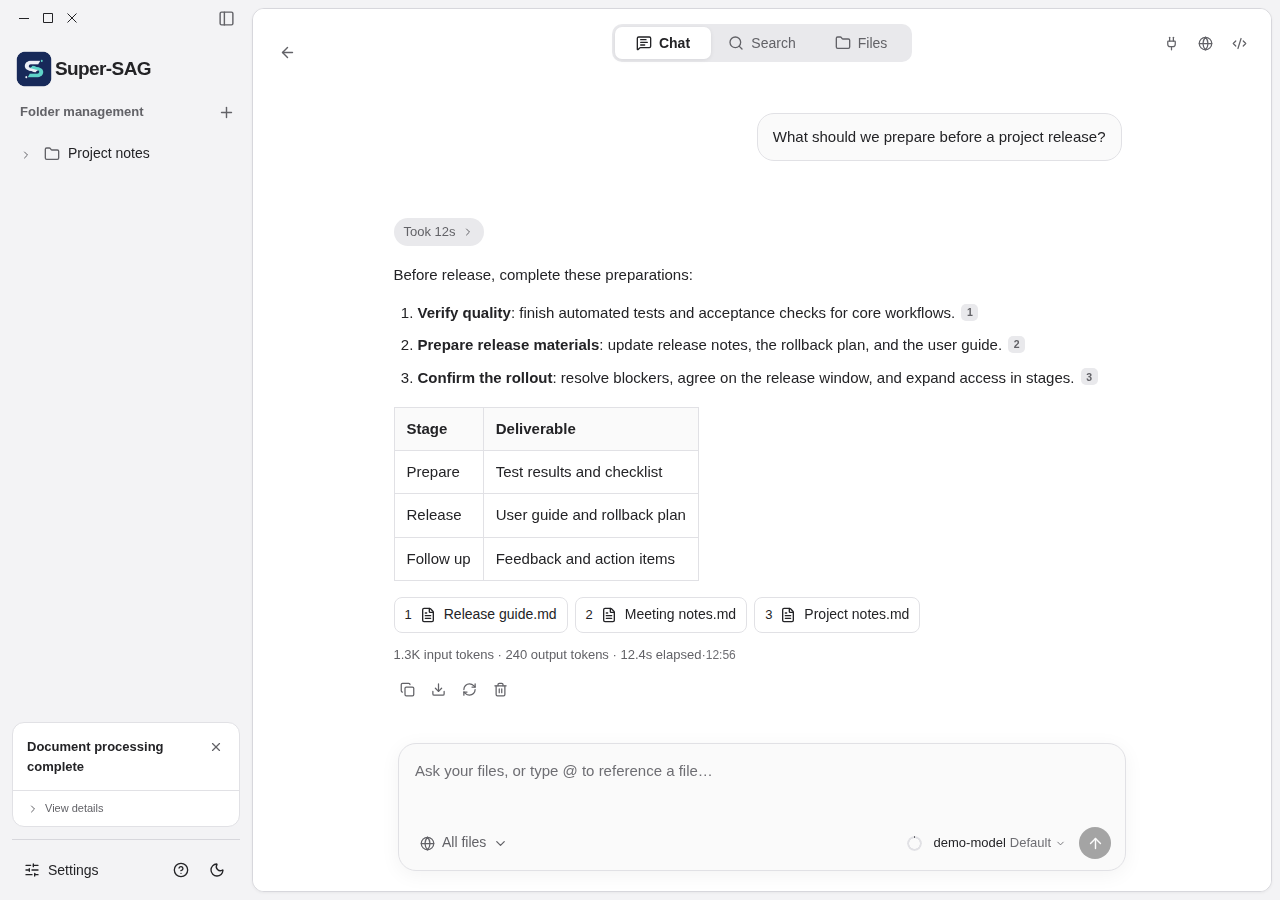 Super-SAG
Folder management
Project notes
Document processing
complete
View details
Settings
Chat
Search
Files
What should we prepare before a project release?
Took 12s
Before release, complete these preparations:
1. Verify quality: finish automated tests and acceptance checks for core workflows. 1
2. Prepare release materials: update release notes, the rollback plan, and the user guide. 2
3. Confirm the rollout: resolve blockers, agree on the release window, and expand access in stages. 3
Stage Deliverable
Prepare Test results and checklist
Release User guide and rollback plan
Follow up Feedback and action items
1 Release guide.md 2 Meeting notes.md 3 Project notes.md
1.3K input tokens · 240 output tokens · 12.4s elapsed·12:56
Ask your files, or type @ to reference a file…
All files
demo-model Default